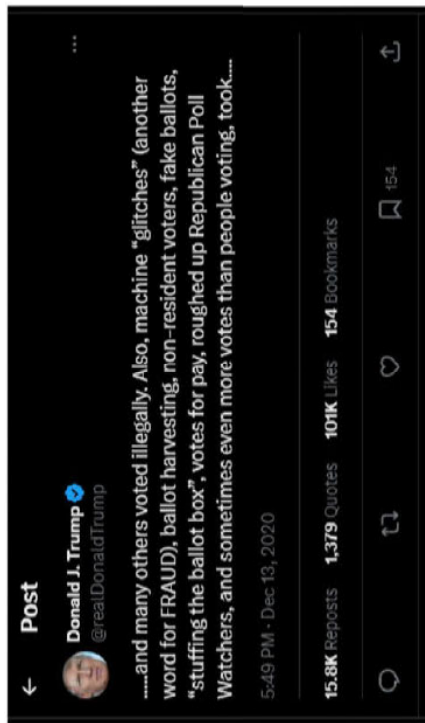 Post
Donald J. Trump
@realDonaldTrump
.....and many others voted illegally. Also, machine “glitches” (another
word for FRAUD), ballot harvesting, non-resident voters, fake ballots,
“stuffing the ballot box”, votes for pay, roughed up Republican Poll
Watchers, and sometimes even more votes than people voting, took....
5:49 PM · Dec 13, 2020
15.8K Reposts 1,379 Quotes 101K Likes 154 Bookmarks
154